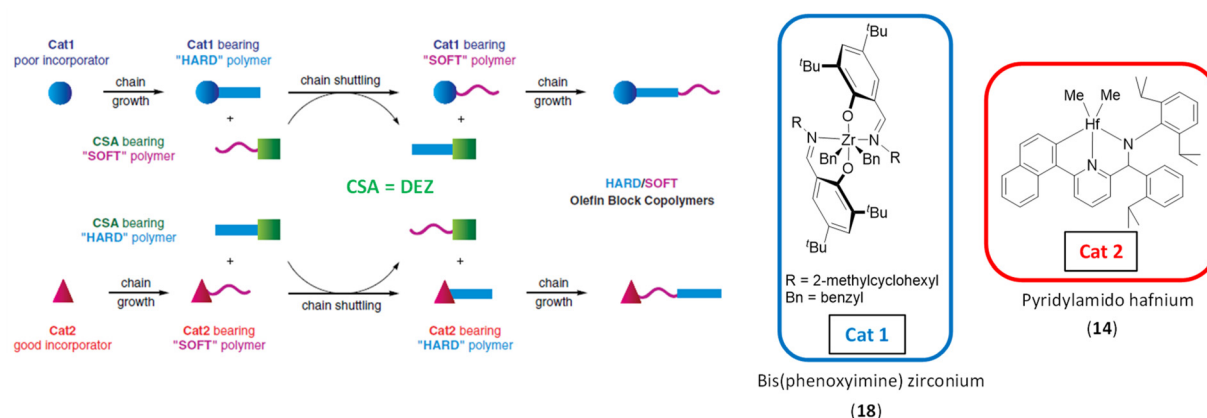 Cat1
poor incorporator
chain
growth
Cat1 bearing
"HARD" polymer
chain shuttling
Cat1 bearing
"SOFT" polymer
chain
growth
+
+
CSA bearing
"SOFT" polymer
CSA = DEZ
HARD/SOFT
Olefin Block Copolymers
CSA bearing
"HARD" polymer
+
+
chain
growth
chain shuttling
chain
growth
Cat2
good incorporator
Cat2 bearing
"SOFT" polymer
Cat2 bearing
"HARD" polymer
tBu
tBu
O
R
N
Zr
N
R
Bn
Bn
O
tBu
tBu
R = 2-methylcyclohexyl
Bn = benzyl
Cat 1
Bis(phenoxyimine) zirconium
(18)
Me
Me
Hf
N
N
Cat 2
Pyridylamido hafnium
(14)